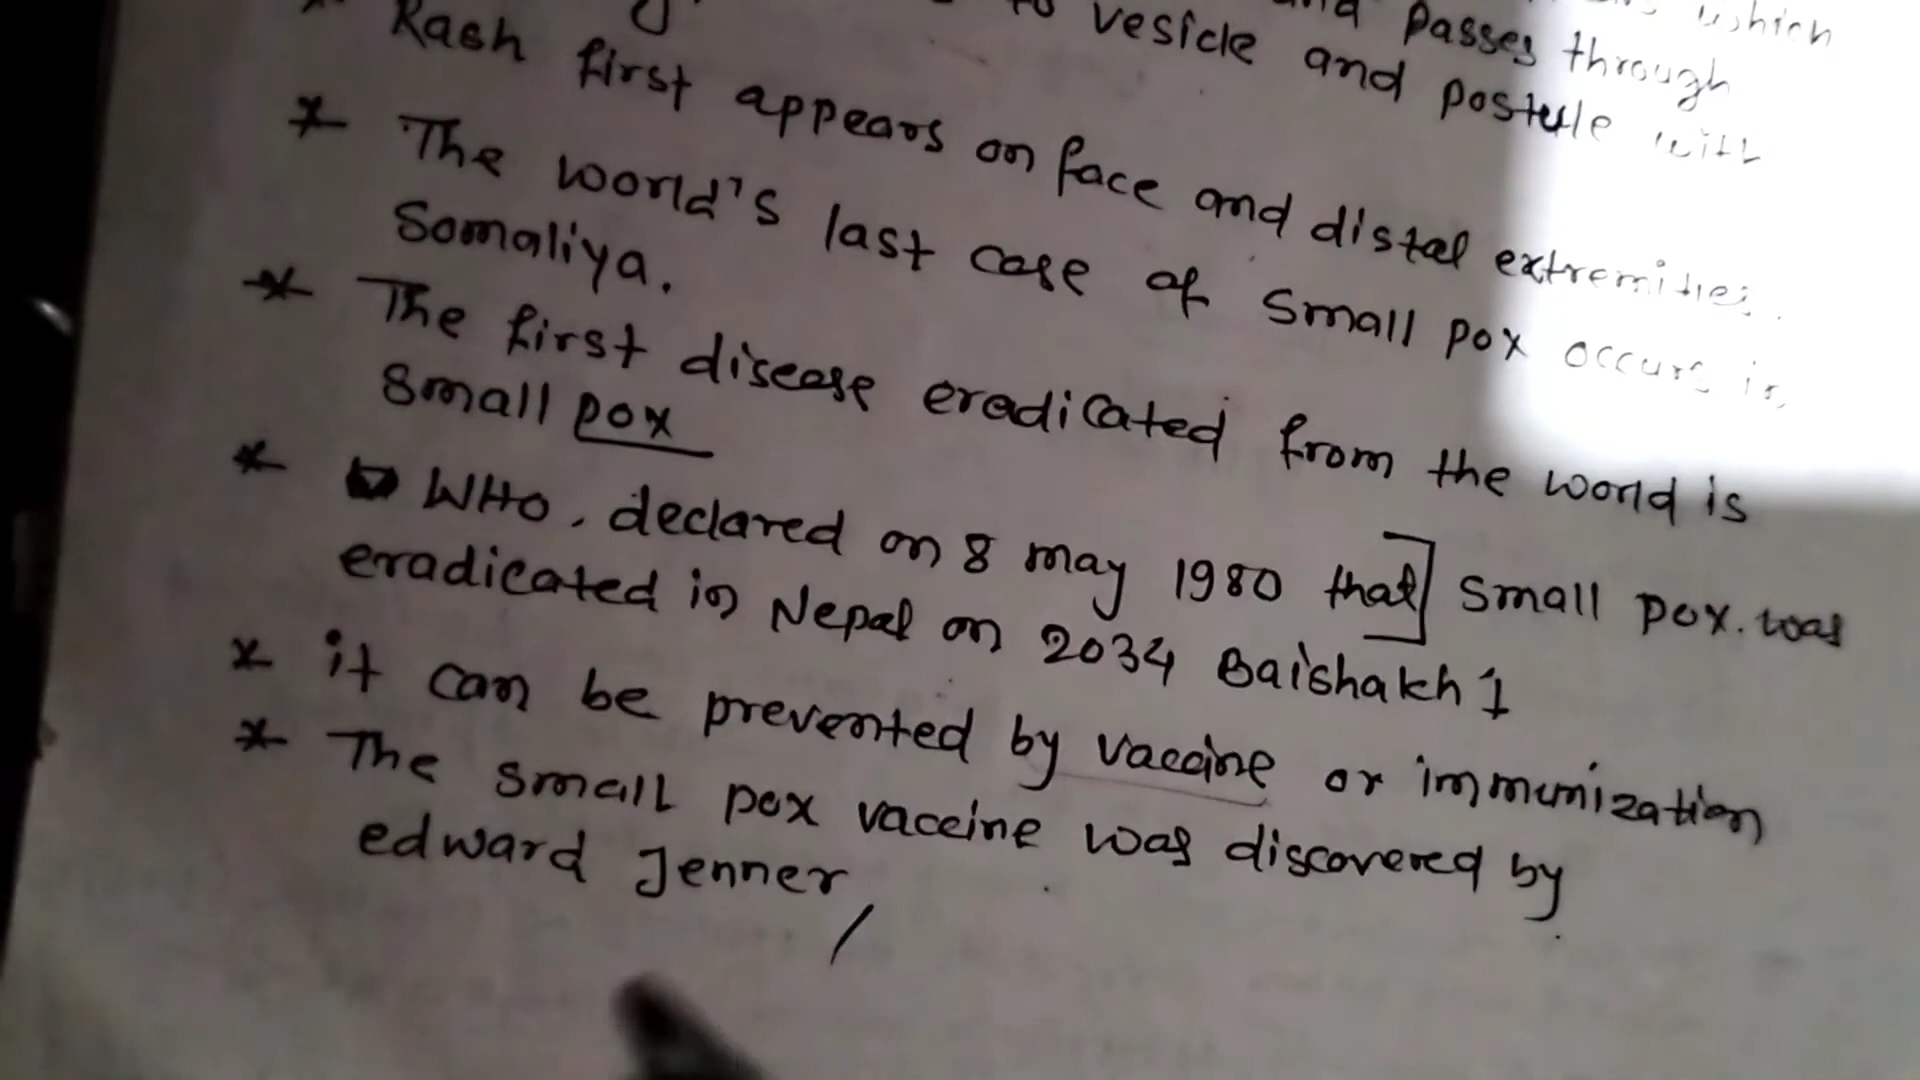 which
and passes through
to vesicle and postule with
* Rash first appears on face and distal extremities.
* The world's last case of small pox occurs in
Somaliya.
* The first disease eradicated from the world is
small pox
* WHO, declared on 8 may 1980 that] small pox. was
eradicated in Nepal on 2034 Baishakh 1
* it can be prevented by vaccine or immunization
* The small pox vaccine was discovered by
edward Jenner/